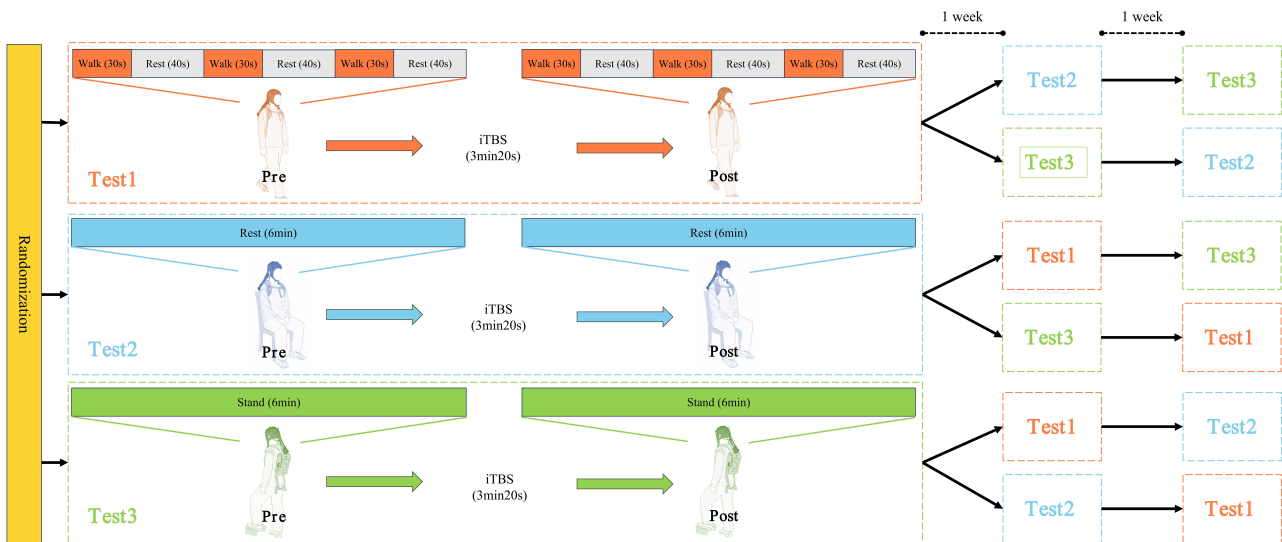 1 week
1 week
Randomization
Walk (30s) Rest (40s) Walk (30s) Rest (40s) Walk (30s) Rest (40s)
Walk (30s) Rest (40s) Walk (30s) Rest (40s) Walk (30s) Rest (40s)
iTBS
(3min20s)
Test1
Pre
Post
Test2
Test3
Test3
Test2
Rest (6min)
Rest (6min)
iTBS
(3min20s)
Test2
Pre
Post
Test1
Test3
Test3
Test1
Stand (6min)
Stand (6min)
iTBS
(3min20s)
Test3
Pre
Post
Test1
Test2
Test2
Test1